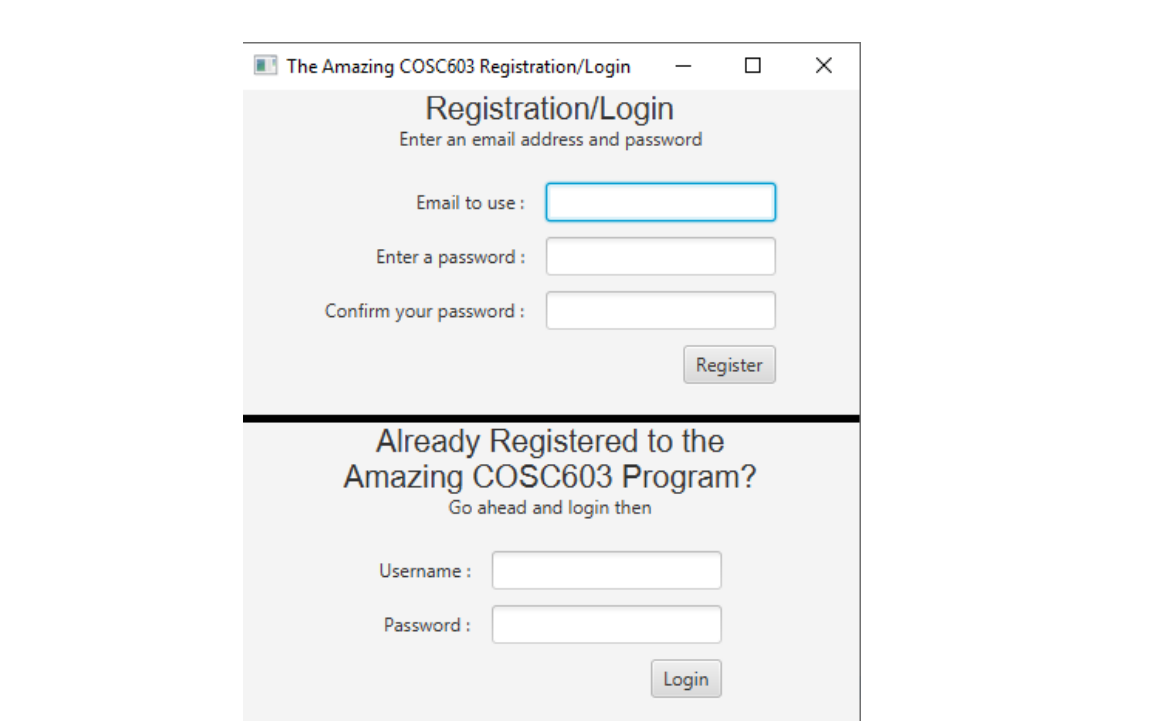 The Amazing COSC603 Registration/Login
Registration/Login
Enter an email address and password
Email to use :
Enter a password :
Confirm your password :
Register
Already Registered to the
Amazing COSC603 Program?
Go ahead and login then
Username :
Password :
Login